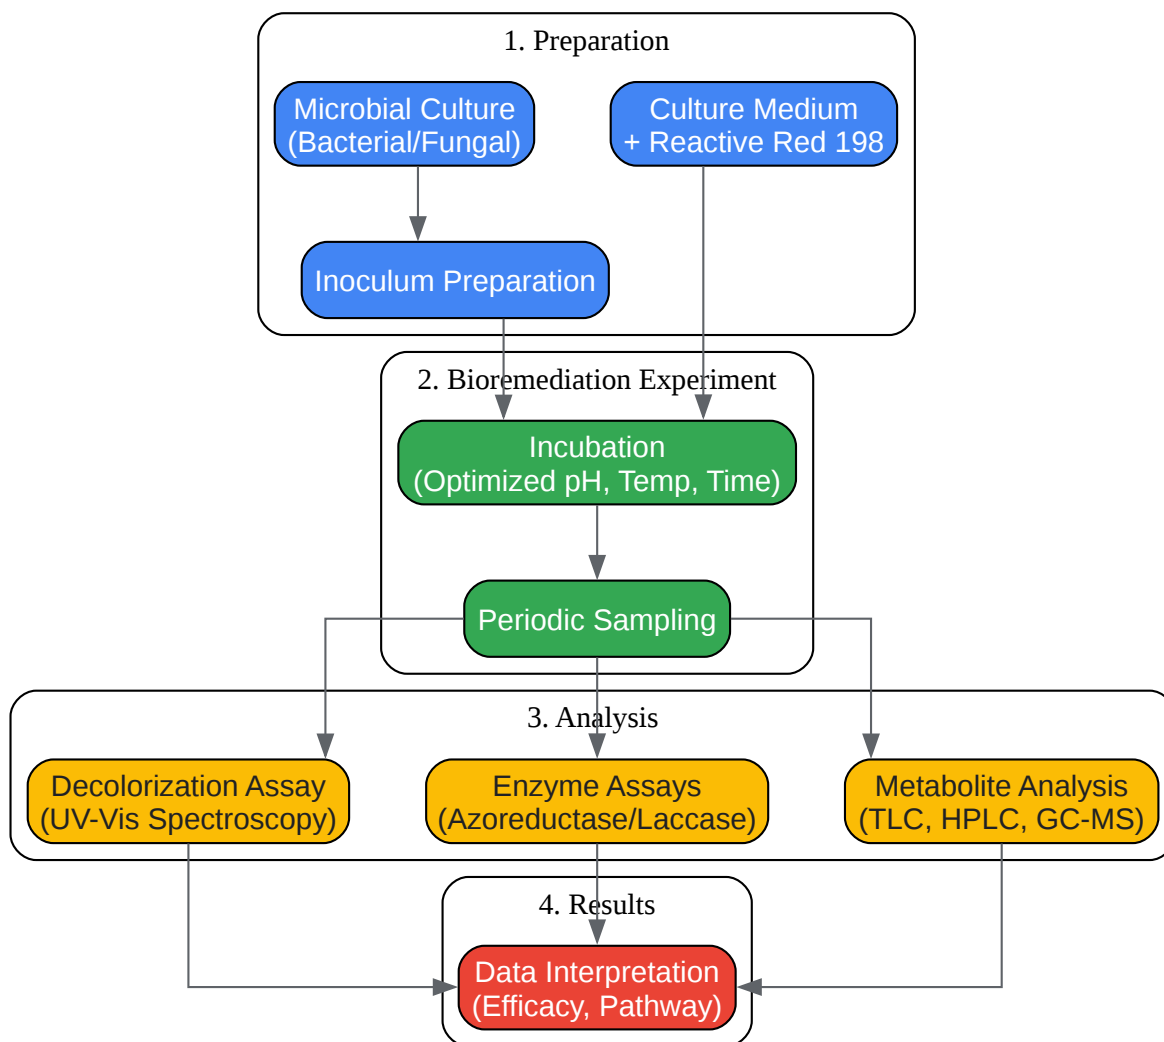 1. Preparation
Microbial Culture
(Bacterial/Fungal)
Culture Medium
+ Reactive Red 198
Inoculum Preparation
2. Bioremediation Experiment
Incubation
(Optimized pH, Temp, Time)
Periodic Sampling
3. Analysis
Decolorization Assay
(UV-Vis Spectroscopy)
Enzyme Assays
(Azoreductase/Laccase)
Metabolite Analysis
(TLC, HPLC, GC-MS)
4. Results
Data Interpretation
(Efficacy, Pathway)